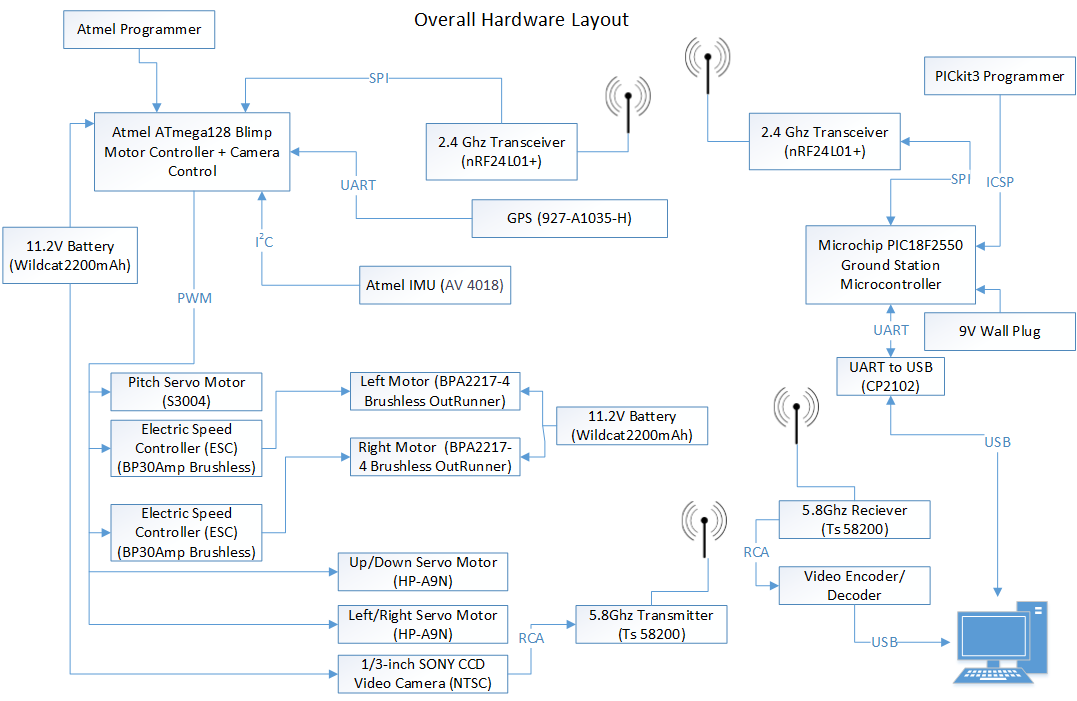 Overall Hardware Layout
Atmel Programmer
SPI
PICkit3 Programmer
Atmel ATmega128 Blimp
Motor Controller + Camera
Control
2.4 Ghz Transceiver
(nRF24L01+)
2.4 Ghz Transceiver
(nRF24L01+)
UART
SPI
ICSP
GPS (927-A1035-H)
11.2V Battery
(Wildcat2200mAh)
I2C
Microchip PIC18F2550
Ground Station
Microcontroller
Atmel IMU (AV 4018)
PWM
UART
9V Wall Plug
UART to USB
(CP2102)
Pitch Servo Motor
(S3004)
Left Motor (BPA2217-4
Brushless OutRunner)
11.2V Battery
(Wildcat2200mAh)
Electric Speed
Controller (ESC)
(BP30Amp Brushless)
Right Motor (BPA2217-
4 Brushless OutRunner)
USB
Electric Speed
Controller (ESC)
(BP30Amp Brushless)
5.8Ghz Reciever
(Ts 58200)
RCA
Up/Down Servo Motor
(HP-A9N)
Video Encoder/
Decoder
Left/Right Servo Motor
(HP-A9N)
RCA
5.8Ghz Transmitter
(Ts 58200)
USB
1/3-inch SONY CCD
Video Camera (NTSC)